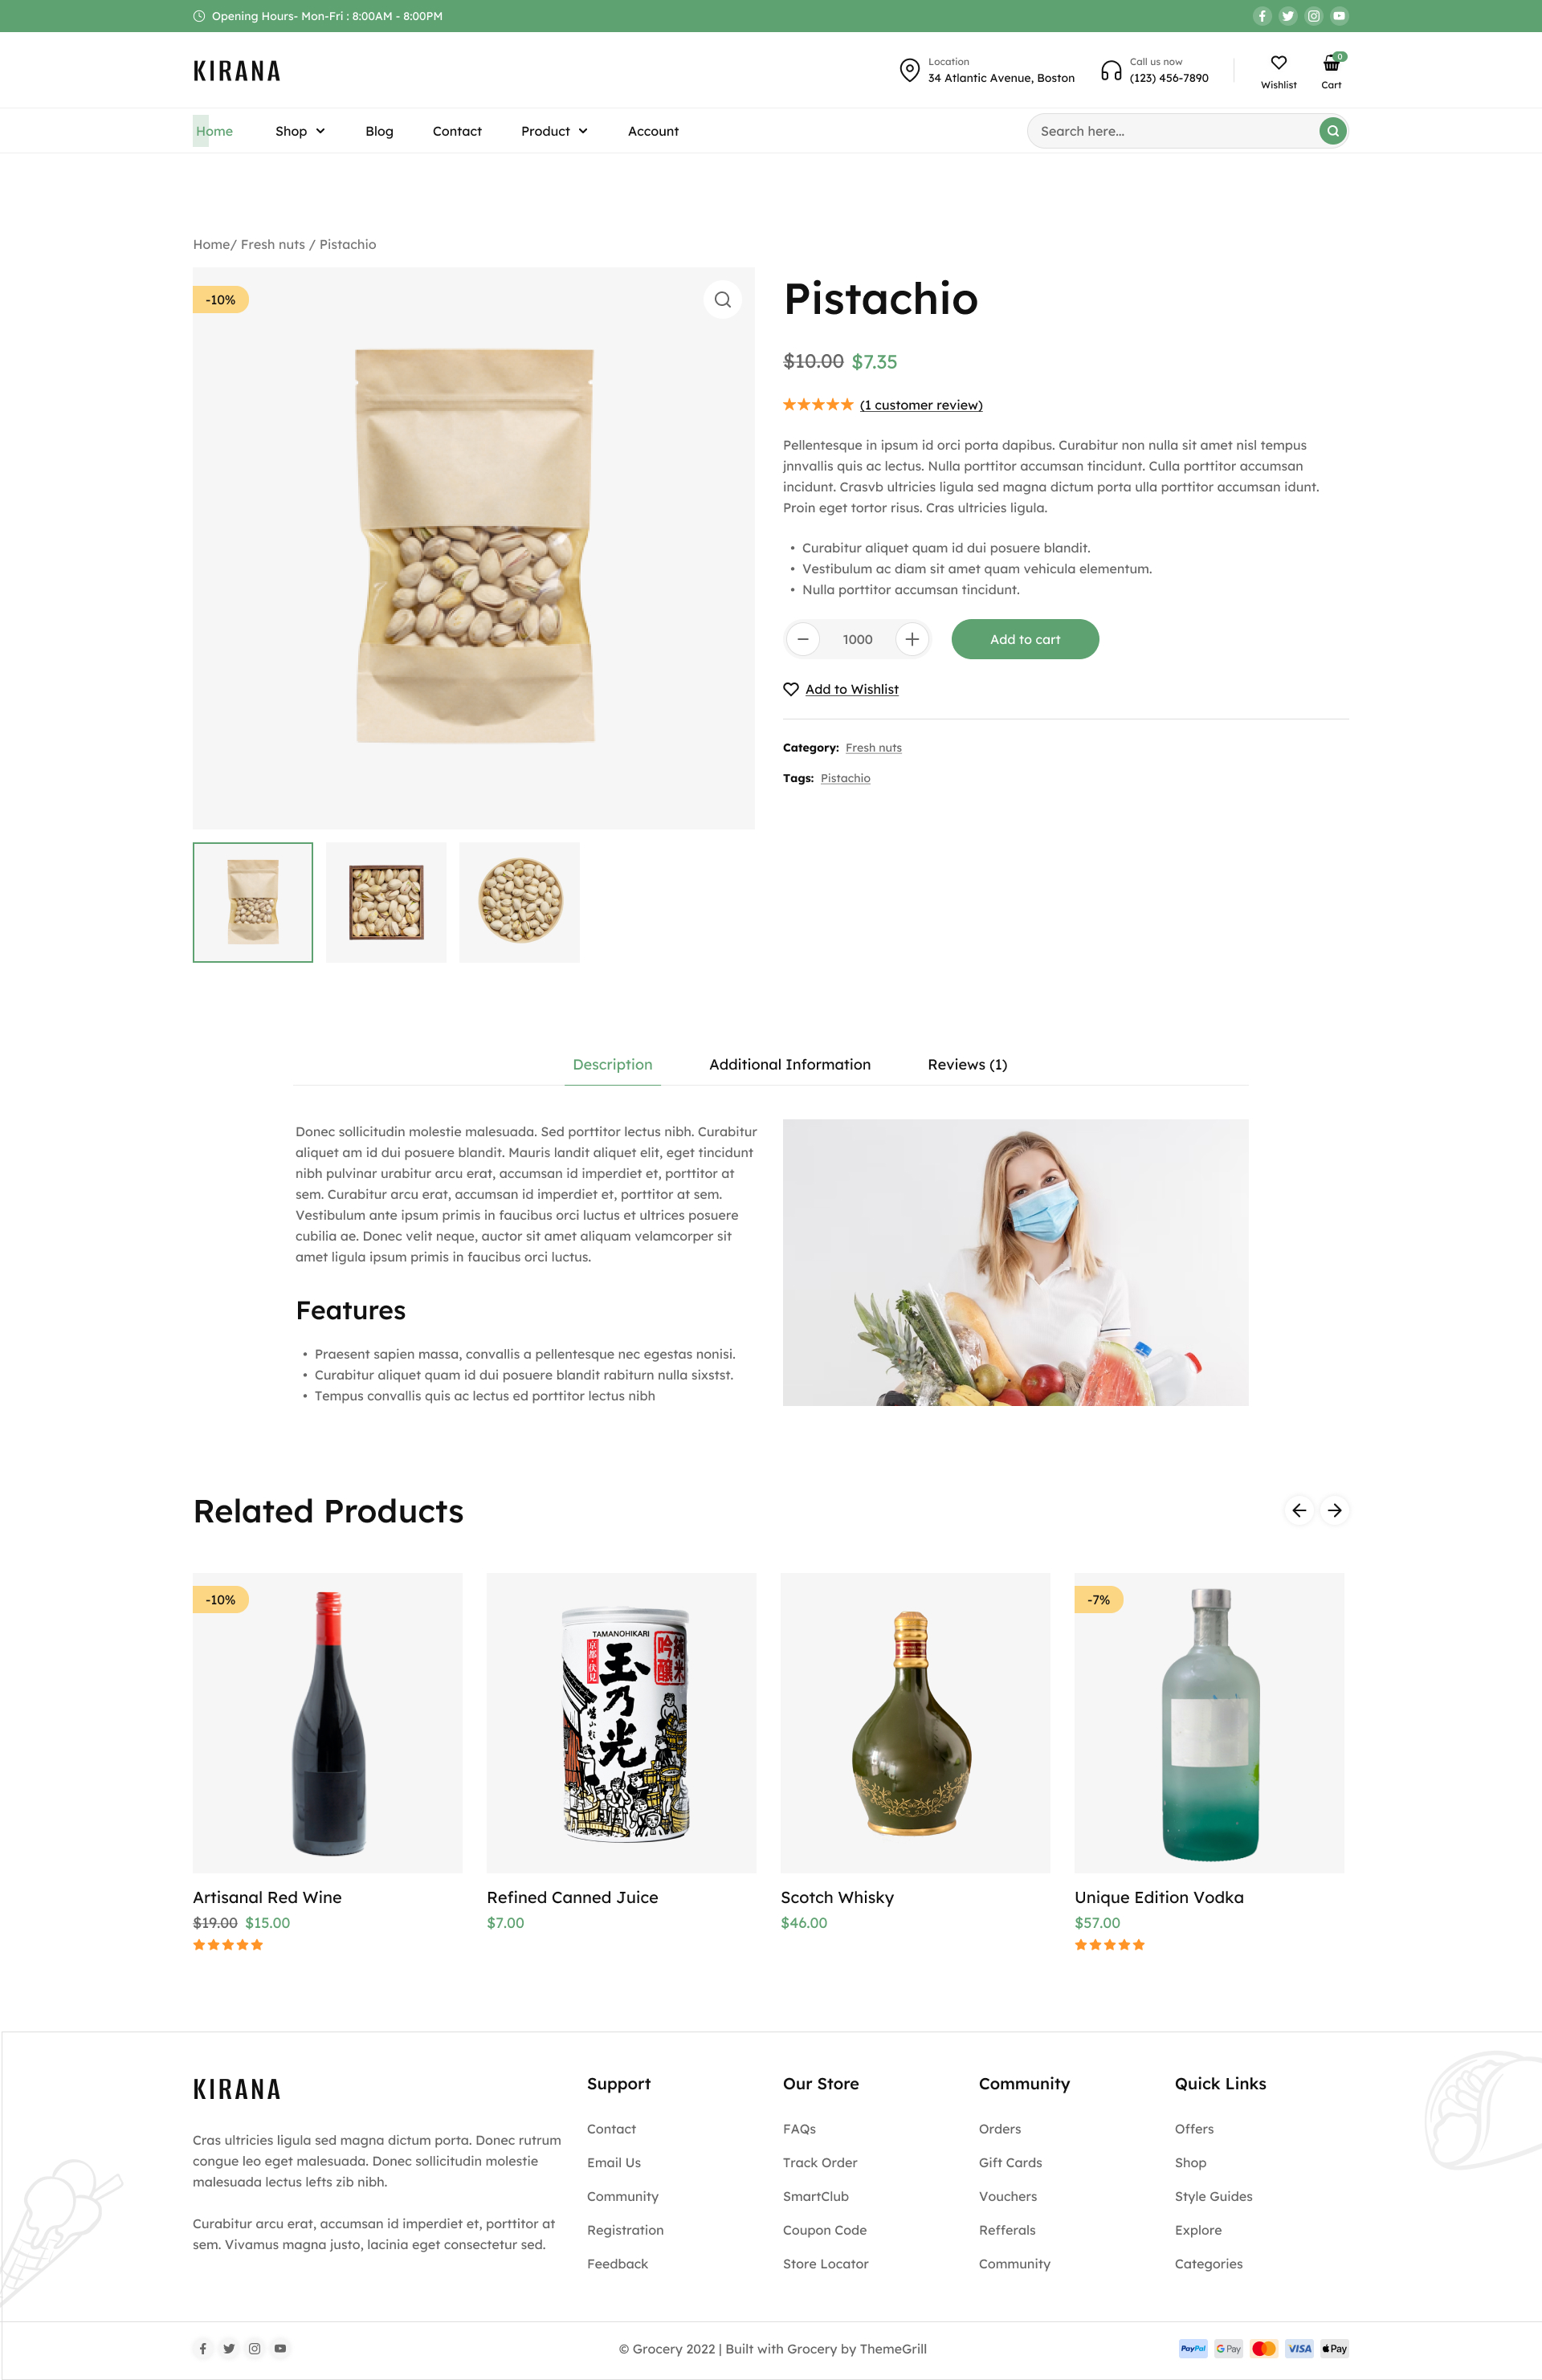 Opening Hours- Mon-Fri : 8:00AM - 8:00PM
KIRANA
Location
34 Atlantic Avenue, Boston
Call us now
(123) 456-7890
Wishlist
0
Cart
Home
Shop
Blog
Contact
Product
Account
Search here...
Home/ Fresh nuts / Pistachio
-10%
Pistachio
$10.00 $7.35
(1 customer review)
Pellentesque in ipsum id orci porta dapibus. Curabitur non nulla sit amet nisl tempus
jnnvallis quis ac lectus. Nulla porttitor accumsan tincidunt. Culla porttitor accumsan
incidunt. Crasvb ultricies ligula sed magna dictum porta ulla porttitor accumsan idunt.
Proin eget tortor risus. Cras ultricies ligula.
• Curabitur aliquet quam id dui posuere blandit.
• Vestibulum ac diam sit amet quam vehicula elementum.
• Nulla porttitor accumsan tincidunt.
1000
Add to cart
Add to Wishlist
Category: Fresh nuts
Tags: Pistachio
Description
Additional Information
Reviews (1)
Donec sollicitudin molestie malesuada. Sed porttitor lectus nibh. Curabitur
aliquet am id dui posuere blandit. Mauris landit aliquet elit, eget tincidunt
nibh pulvinar urabitur arcu erat, accumsan id imperdiet et, porttitor at
sem. Curabitur arcu erat, accumsan id imperdiet et, porttitor at sem.
Vestibulum ante ipsum primis in faucibus orci luctus et ultrices posuere
cubilia ae. Donec velit neque, auctor sit amet aliquam velamcorper sit
amet ligula ipsum primis in faucibus orci luctus.
Features
• Praesent sapien massa, convallis a pellentesque nec egestas nonisi.
• Curabitur aliquet quam id dui posuere blandit rabiturn nulla sixstst.
• Tempus convallis quis ac lectus ed porttitor lectus nibh
Related Products
-10%
TAMANOHIKARI
純米
吟醸
京都・伏見
玉乃光
-7%
Artisanal Red Wine
$19.00 $15.00
Refined Canned Juice
$7.00
Scotch Whisky
$46.00
Unique Edition Vodka
$57.00
KIRANA
Cras ultricies ligula sed magna dictum porta. Donec rutrum
congue leo eget malesuada. Donec sollicitudin molestie
malesuada lectus lefts zib nibh.
Curabitur arcu erat, accumsan id imperdiet et, porttitor at
sem. Vivamus magna justo, lacinia eget consectetur sed.
Support
Contact
Email Us
Community
Registration
Feedback
Our Store
FAQs
Track Order
SmartClub
Coupon Code
Store Locator
Community
Orders
Gift Cards
Vouchers
Refferals
Community
Quick Links
Offers
Shop
Style Guides
Explore
Categories
© Grocery 2022 | Built with Grocery by ThemeGrill
PayPal
G Pay
VISA
Pay